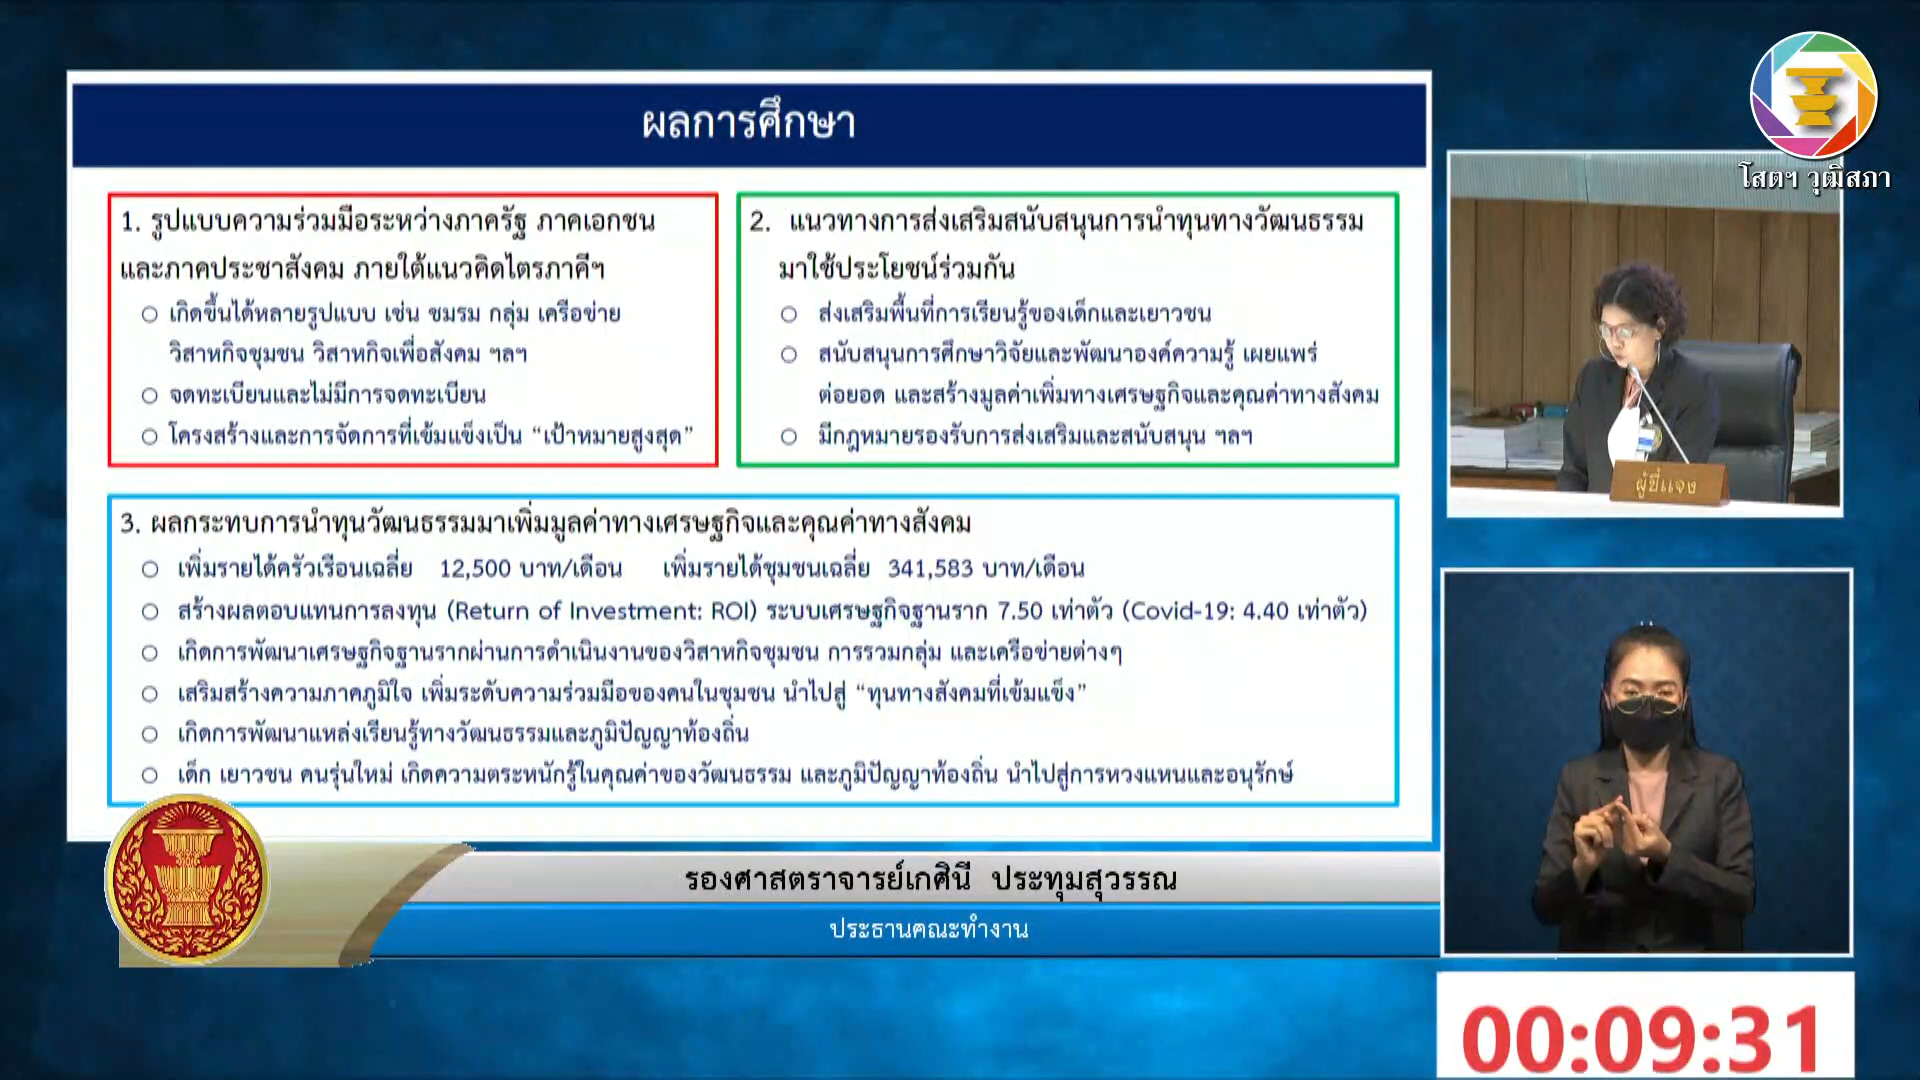 ผลการศึกษา
1. รูปแบบความร่วมมือระหว่างภาครัฐ ภาคเอกชน
และภาคประชาสังคม ภายใต้แนวคิดไตรภาคีฯ
เกิดขึ้นได้หลายรูปแบบ เช่น ชมรม กลุ่ม เครือข่าย
วิสาหกิจชุมชน วิสาหกิจเพื่อสังคม ฯลฯ
จดทะเบียนและไม่มีการจดทะเบียน
โครงสร้างและการจัดการที่เข้มแข็งเป็น “เป้าหมายสูงสุด”
2. แนวทางการส่งเสริมสนับสนุนการนำทุนทางวัฒนธรรม
มาใช้ประโยชน์ร่วมกัน
ส่งเสริมพื้นที่การเรียนรู้ของเด็กและเยาวชน
สนับสนุนการศึกษาวิจัยและพัฒนาองค์ความรู้ เผยแพร่
ต่อยอด และสร้างมูลค่าเพิ่มทางเศรษฐกิจและคุณค่าทางสังคม
มีกฎหมายรองรับการส่งเสริมและสนับสนุน ฯลฯ
3. ผลกระทบการนำทุนวัฒนธรรมมาเพิ่มมูลค่าทางเศรษฐกิจและคุณค่าทางสังคม
เพิ่มรายได้ครัวเรือนเฉลี่ย 12,500 บาท/เดือน เพิ่มรายได้ชุมชนเฉลี่ย 341,583 บาท/เดือน
สร้างผลตอบแทนการลงทุน (Return of Investment: ROI) ระบบเศรษฐกิจฐานราก 7.50 เท่าตัว (Covid-19: 4.40 เท่าตัว)
เกิดการพัฒนาเศรษฐกิจฐานรากผ่านการดำเนินงานของวิสาหกิจชุมชน การรวมกลุ่ม และเครือข่ายต่างๆ
เสริมสร้างความภาคภูมิใจ เพิ่มระดับความร่วมมือของคนในชุมชน นำไปสู่ “ทุนทางสังคมที่เข้มแข็ง”
เกิดการพัฒนาแหล่งเรียนรู้ทางวัฒนธรรมและภูมิปัญญาท้องถิ่น
เด็ก เยาวชน คนรุ่นใหม่ เกิดความตระหนักรู้ในคุณค่าของวัฒนธรรม และภูมิปัญญาท้องถิ่น นำไปสู่การหวงแหนและอนุรักษ์
โสตฯ วุฒิสภา
ผู้ชี้แจง
รองศาสตราจารย์เกศินี ประทุมสุวรรณ
ประธานคณะทำงาน
00:09:31